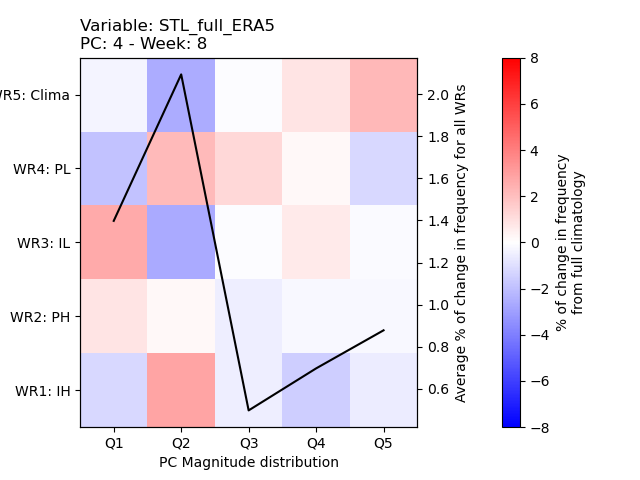 Variable: STL_full_ERA5
PC: 4 - Week: 8
WR5: Clima
WR4: PL
WR3: IL
WR2: PH
WR1: IH
Q1 Q2 Q3 Q4 Q5
PC Magnitude distribution
2.0
1.8
1.6
1.4
1.2
1.0
0.8
0.6
Average % of change in frequency for all WRs
8
6
4
2
0
−2
−4
−6
−8
% of change in frequency
from full climatology